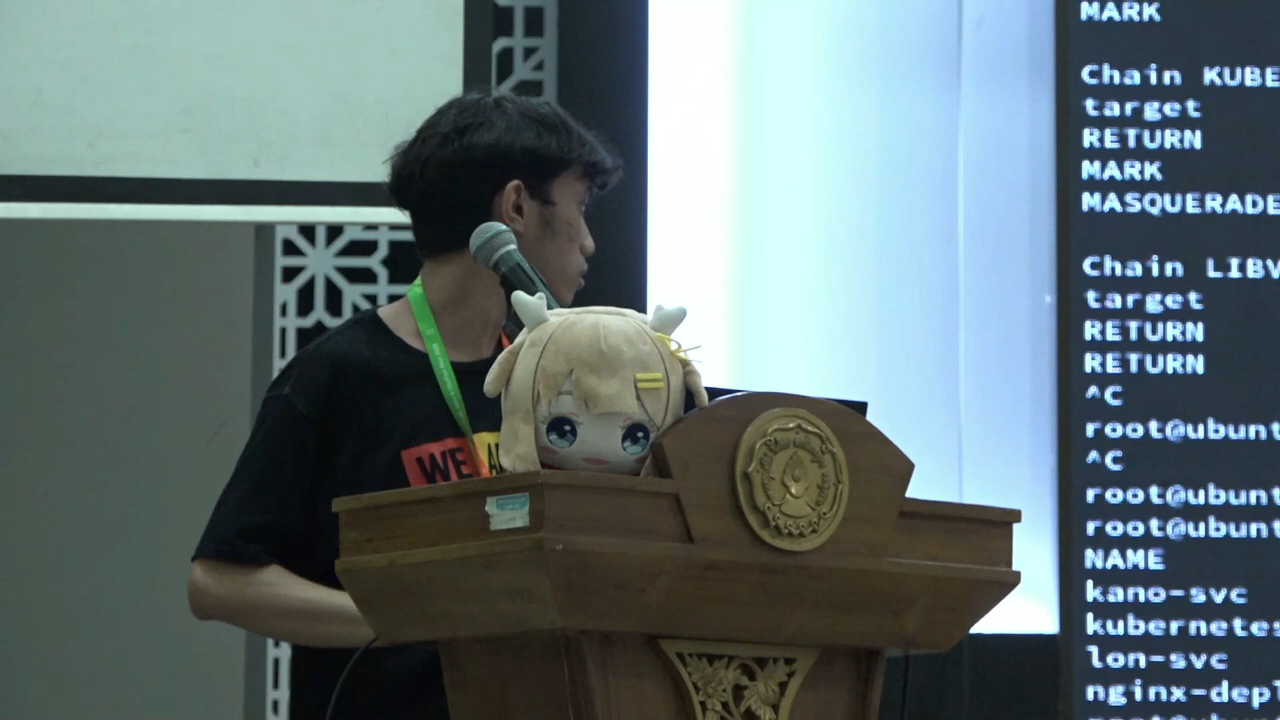 MARK
Chain KUBE
target
RETURN
MARK
MASQUERADE
Chain LIBV
target
RETURN
RETURN
^C
root@ubunt
^C
root@ubunt
root@ubunt
NAME
kano-svc
kubernetes
lon-svc
nginx-depl
WE A